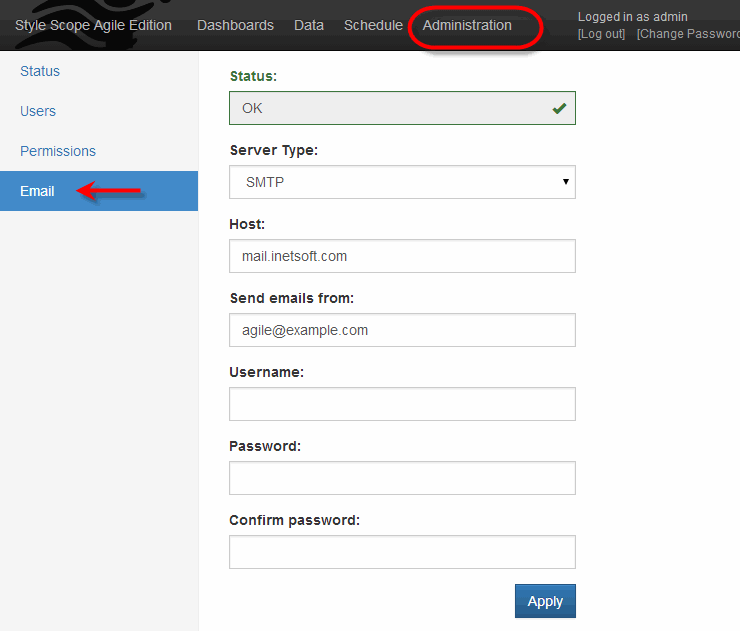 Style Scope Agile Edition Dashboards Data Schedule Administration Logged in as admin
[Log out] [Change Password
Status
Users
Permissions
Email
Status:
OK
Server Type:
SMTP
Host:
mail.inetsoft.com
Send emails from:
agile@example.com
Username:
Password:
Confirm password:
Apply